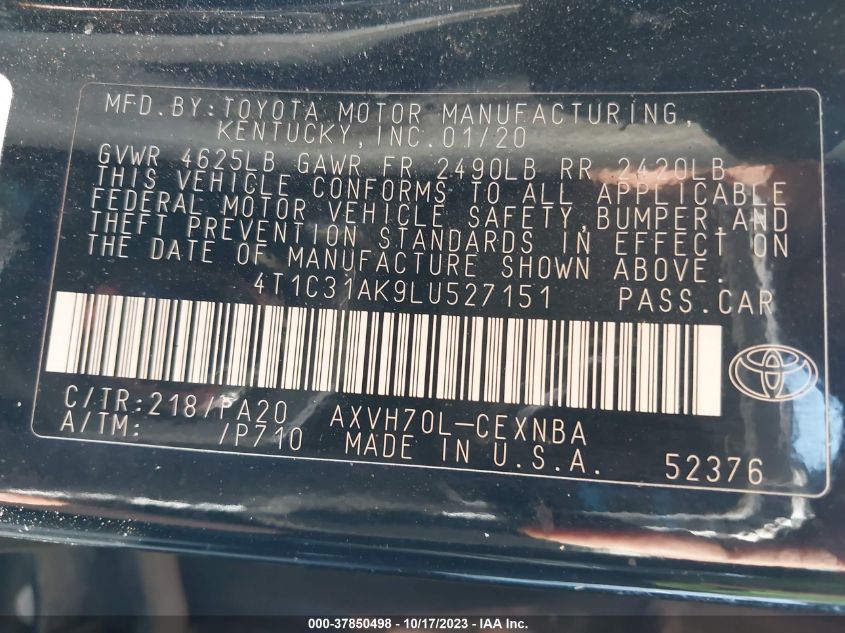 MFD.BY:TOYOTA MOTOR MANUFACTURING,
KENTUCKY,INC.01/20
GVWR 4625LB GAWR FR 2490LB RR 2420LB
THIS VEHICLE CONFORMS TO ALL APPLICABLE
FEDERAL MOTOR VEHICLE SAFETY,BUMPER,AND
THEFT PREVENTION STANDARDS IN EFFECT ON
THE DATE OF MANUFACTURE SHOWN ABOVE.
4T1C31AK9LU527151 PASS.CAR
C/TR:218/FA20 AXVH70L-CEXNBA
A/TM: /P710 MADE IN U.S.A. 52376
000-37850498 - 10/17/2023 - IAA Inc.